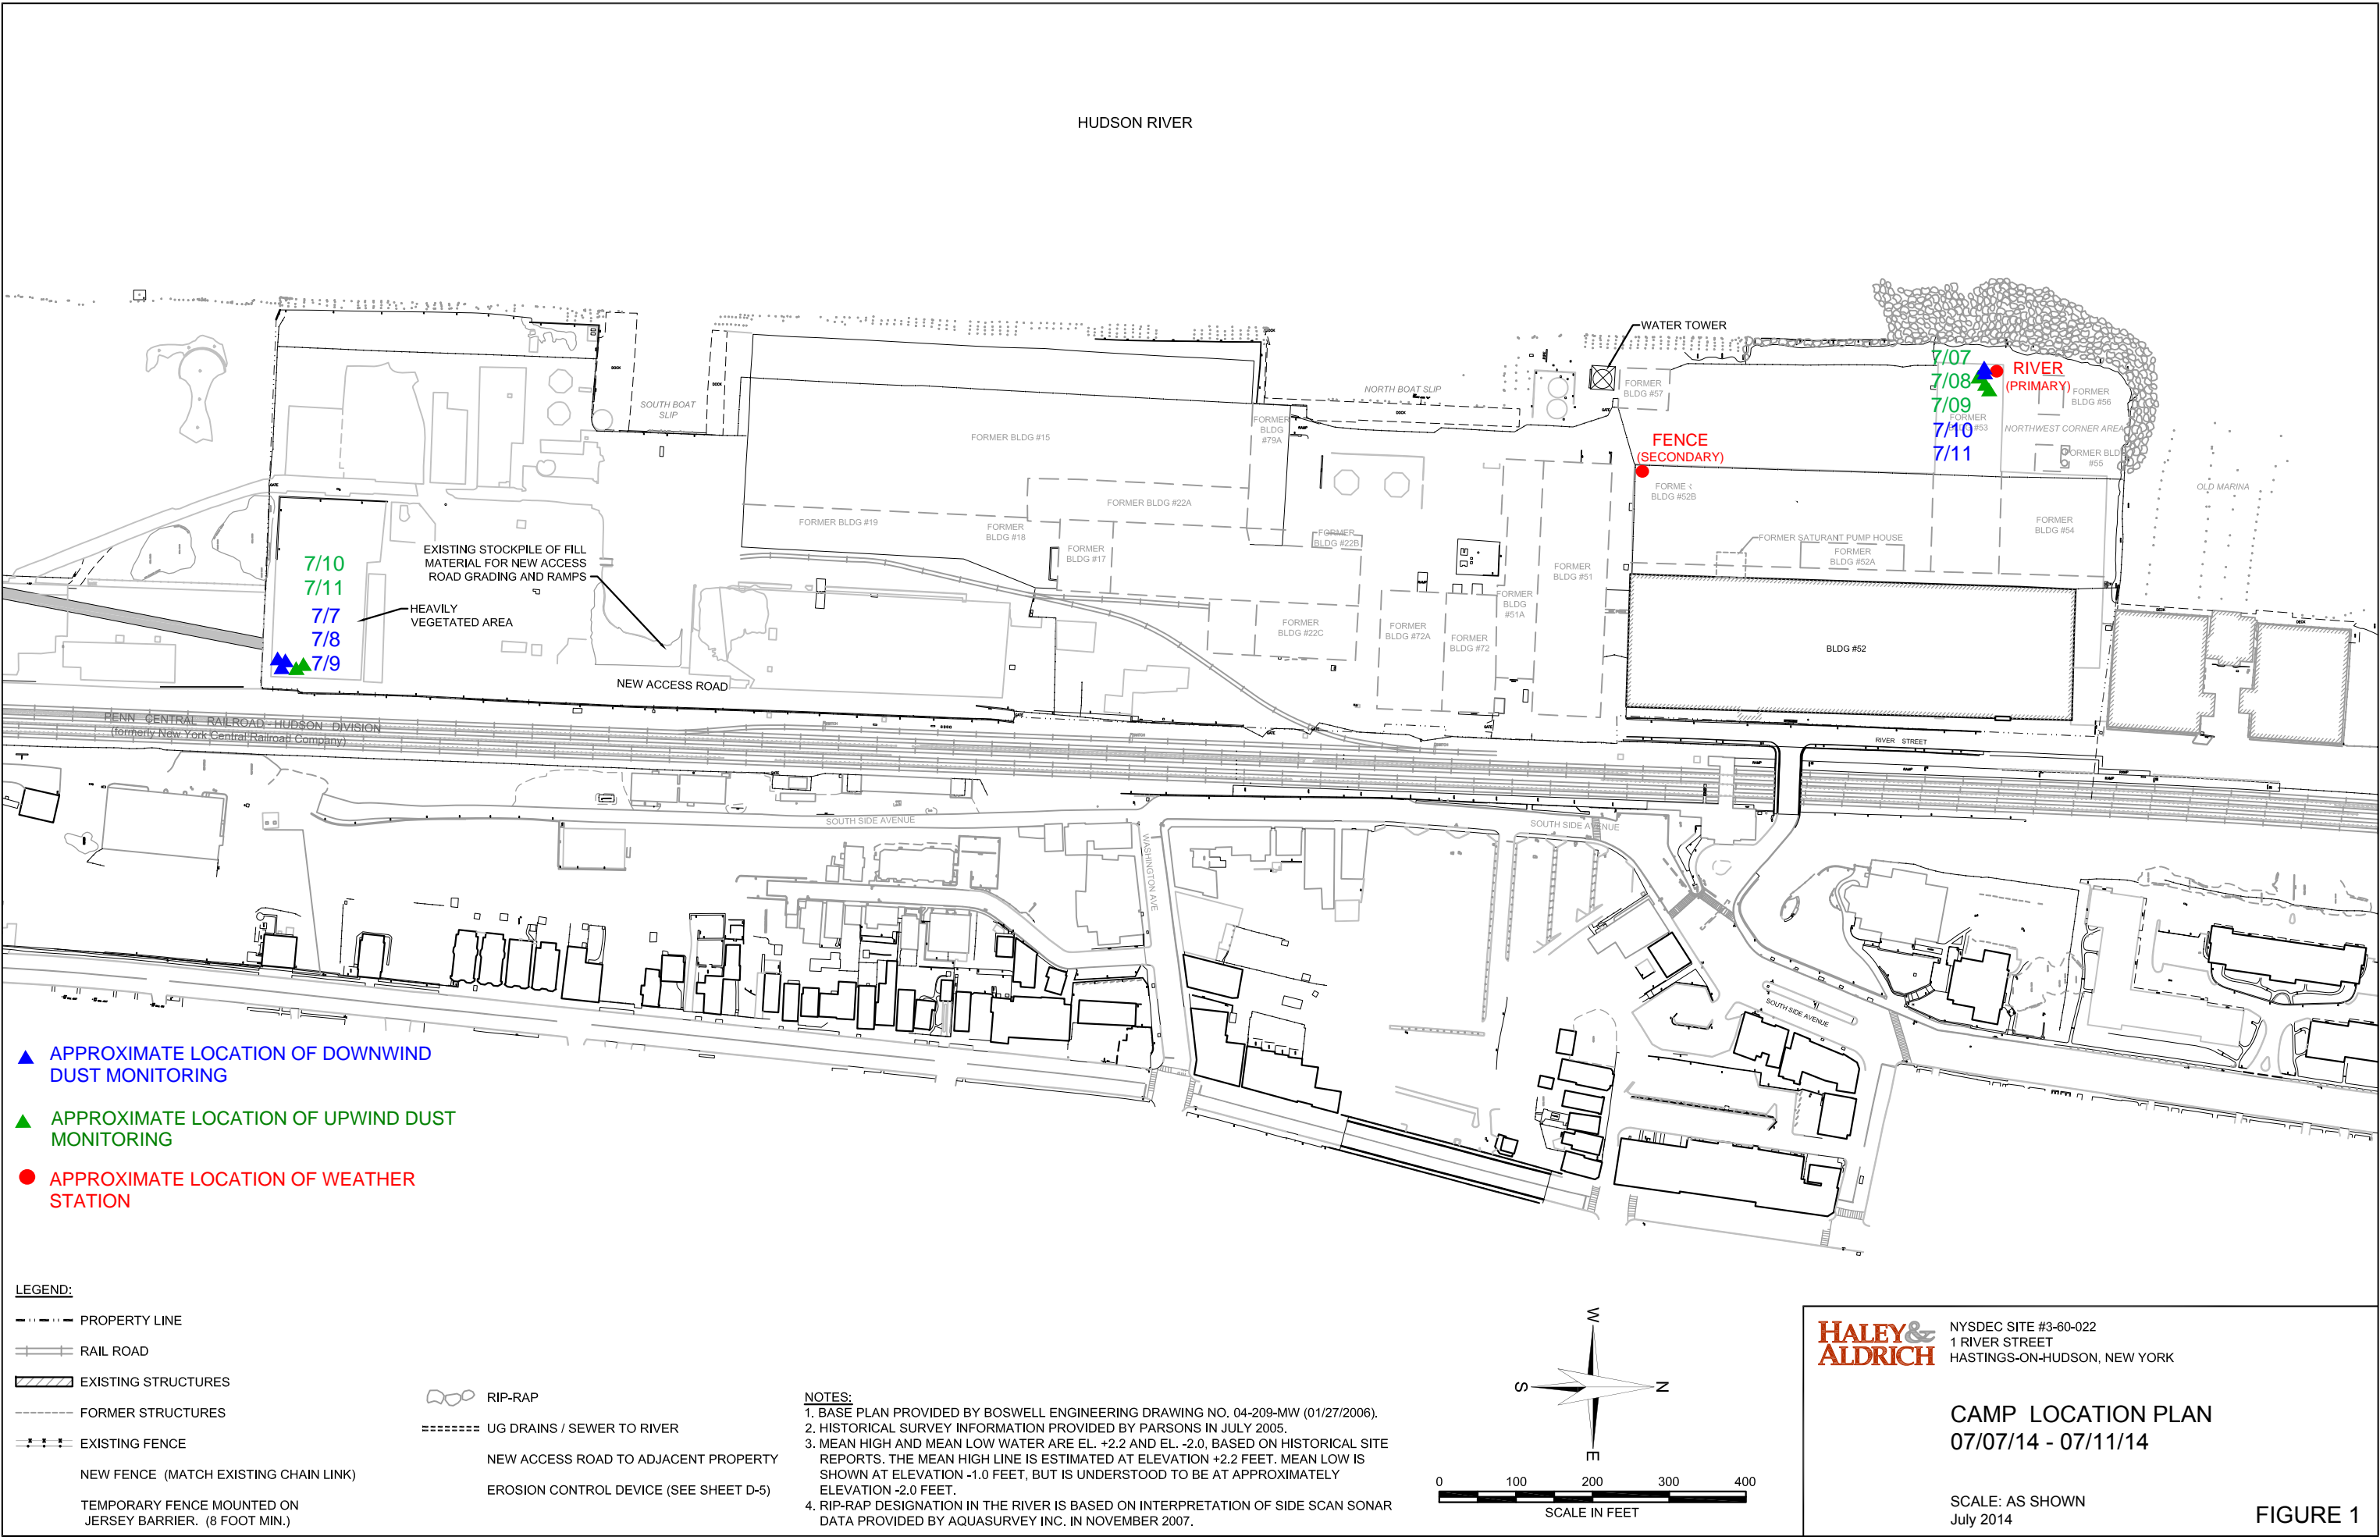 HUDSON RIVER
WATER TOWER
DOCK
DOCK
DOCK
DOCK
DOCK
SOUTH BOAT
SLIP
NORTH BOAT SLIP
FORMER
BLDG #57
7/07
7/08
7/09
7/10
7/11
RIVER
(PRIMARY)
FORMER
BLDG #56
FORMER
#53
NORTHWEST CORNER AREA
FORMER BLD
#55
OLD MARINA
FENCE
(SECONDARY)
FORMER BLDG #15
FORMER
BLDG
#79A
FORME
BLDG #52B
FORMER BLDG #22A
FORMER BLDG #19
FORMER
BLDG #18
FORMER
BLDG #17
FORMER
BLDG #22B
FORMER
BLDG #54
FORMER SATURANT PUMP HOUSE
FORMER
BLDG #52A
FORMER
BLDG #51
FORMER
BLDG
#51A
FORMER
BLDG #22C
FORMER
BLDG #72A
FORMER
BLDG #72
BLDG #52
7/10
7/11
7/7
7/8
7/9
EXISTING STOCKPILE OF FILL
MATERIAL FOR NEW ACCESS
ROAD GRADING AND RAMPS
HEAVILY
VEGETATED AREA
NEW ACCESS ROAD
PENN CENTRAL RAILROAD - HUDSON DIVISION
(formerly New York Central Railroad Company)
RIVER STREET
SOUTH SIDE AVENUE
SOUTH SIDE AVENUE
WASHINGTON AVE
SOUTH SIDE AVENUE
APPROXIMATE LOCATION OF DOWNWIND
DUST MONITORING
APPROXIMATE LOCATION OF UPWIND DUST
MONITORING
APPROXIMATE LOCATION OF WEATHER
STATION
LEGEND:
PROPERTY LINE
RAIL ROAD
EXISTING STRUCTURES
FORMER STRUCTURES
EXISTING FENCE
NEW FENCE (MATCH EXISTING CHAIN LINK)
TEMPORARY FENCE MOUNTED ON
JERSEY BARRIER. (8 FOOT MIN.)
RIP-RAP
UG DRAINS / SEWER TO RIVER
NEW ACCESS ROAD TO ADJACENT PROPERTY
EROSION CONTROL DEVICE (SEE SHEET D-5)
NOTES:
1. BASE PLAN PROVIDED BY BOSWELL ENGINEERING DRAWING NO. 04-209-MW (01/27/2006).
2. HISTORICAL SURVEY INFORMATION PROVIDED BY PARSONS IN JULY 2005.
3. MEAN HIGH AND MEAN LOW WATER ARE EL. +2.2 AND EL. -2.0, BASED ON HISTORICAL SITE
REPORTS. THE MEAN HIGH LINE IS ESTIMATED AT ELEVATION +2.2 FEET. MEAN LOW IS
SHOWN AT ELEVATION -1.0 FEET, BUT IS UNDERSTOOD TO BE AT APPROXIMATELY
ELEVATION -2.0 FEET.
4. RIP-RAP DESIGNATION IN THE RIVER IS BASED ON INTERPRETATION OF SIDE SCAN SONAR
DATA PROVIDED BY AQUASURVEY INC. IN NOVEMBER 2007.
W
S
N
E
0 100 200 300 400
SCALE IN FEET
HALEY &
ALDRICH
NYSDEC SITE #3-60-022
1 RIVER STREET
HASTINGS-ON-HUDSON, NEW YORK
CAMP LOCATION PLAN
07/07/14 - 07/11/14
SCALE: AS SHOWN
July 2014
FIGURE 1